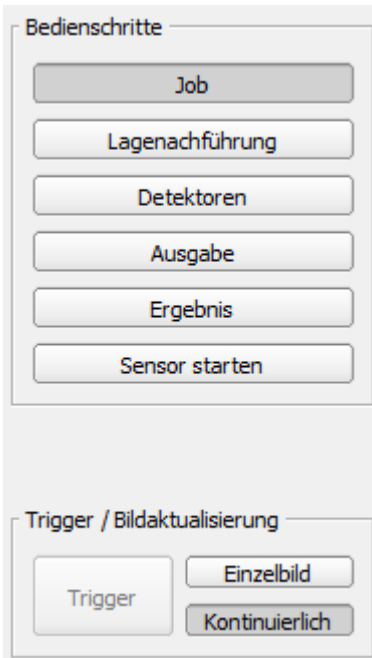 Bedienschritte
Job
Lagenachführung
Detektoren
Ausgabe
Ergebnis
Sensor starten
Trigger / Bildaktualisierung
Trigger
Einzelbild
Kontinuierlich